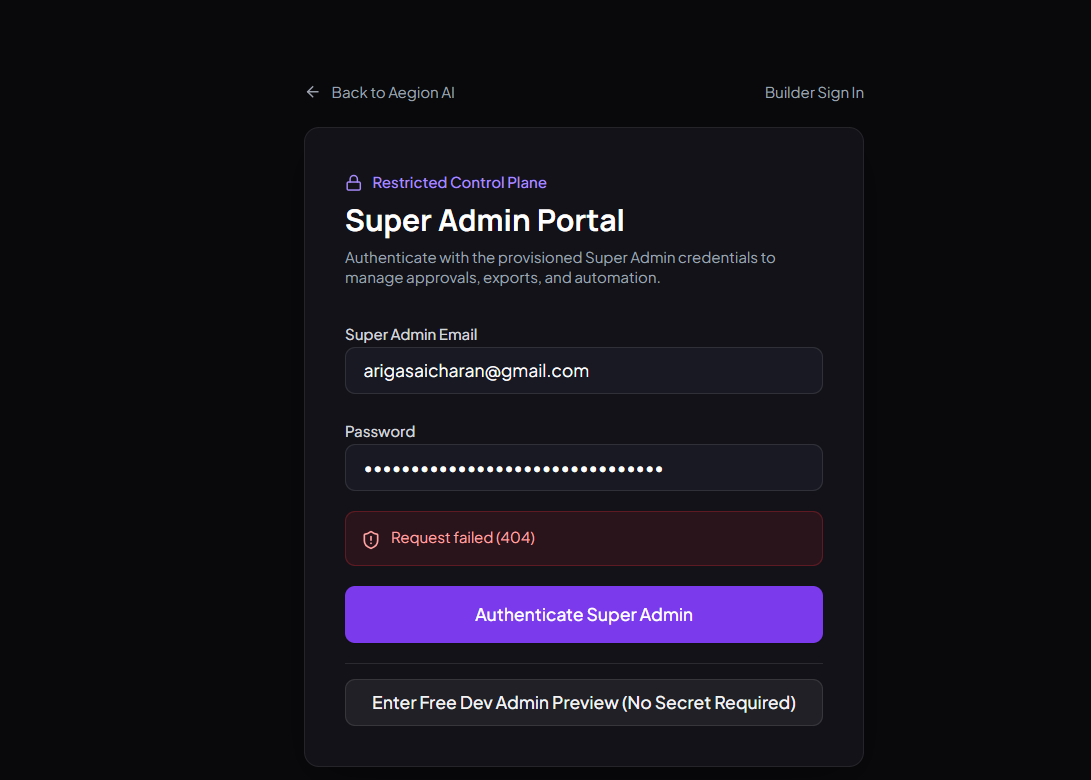 Back to Aegion AI
Builder Sign In
Restricted Control Plane
Super Admin Portal
Authenticate with the provisioned Super Admin credentials to
manage approvals, exports, and automation.
Super Admin Email
arigasaicharan@gmail.com
Password
Request failed (404)
Authenticate Super Admin
Enter Free Dev Admin Preview (No Secret Required)